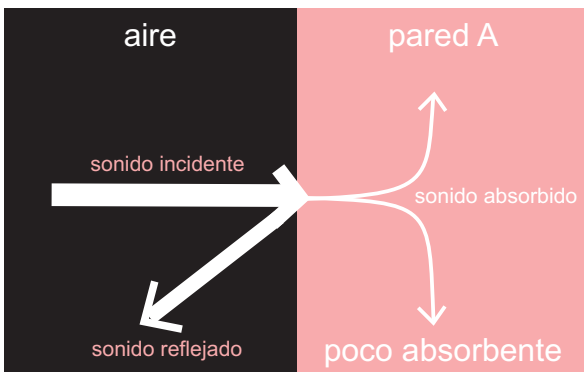 aire
pared A
sonido incidente
sonido absorbido
sonido reflejado
poco absorbente